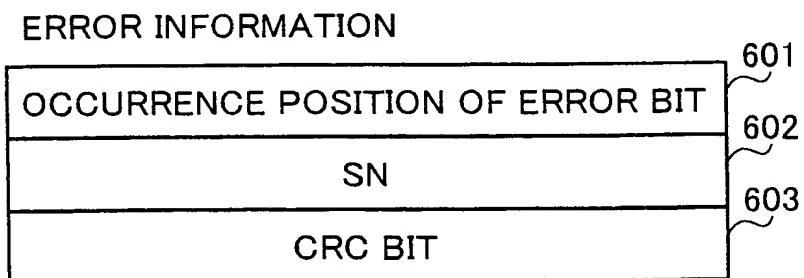 ERROR INFORMATION
601
OCCURRENCE POSITION OF ERROR BIT
602
SN
603
CRC BIT